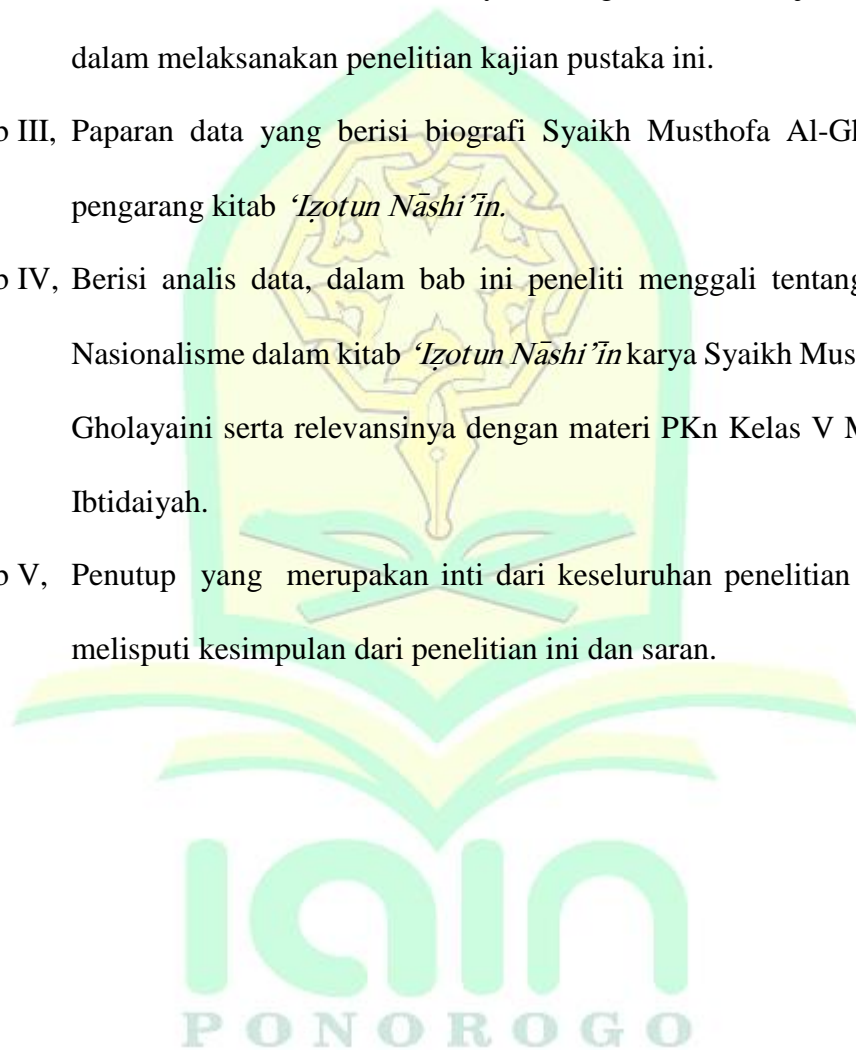 dalam melaksanakan penelitian kajian pustaka ini.
b III, Paparan data yang berisi biografi Syaikh Musthofa Al-Gh
pengarang kitab ‘Iẓotun Nāshi’īn.
b IV, Berisi analis data, dalam bab ini peneliti menggali tentang
Nasionalisme dalam kitab ‘Iẓotun Nāshi’īn karya Syaikh Mus
Gholayaini serta relevansinya dengan materi PKn Kelas V M
Ibtidaiyah.
b V, Penutup yang merupakan inti dari keseluruhan penelitian
melisputi kesimpulan dari penelitian ini dan saran.
iain
PONOROGO